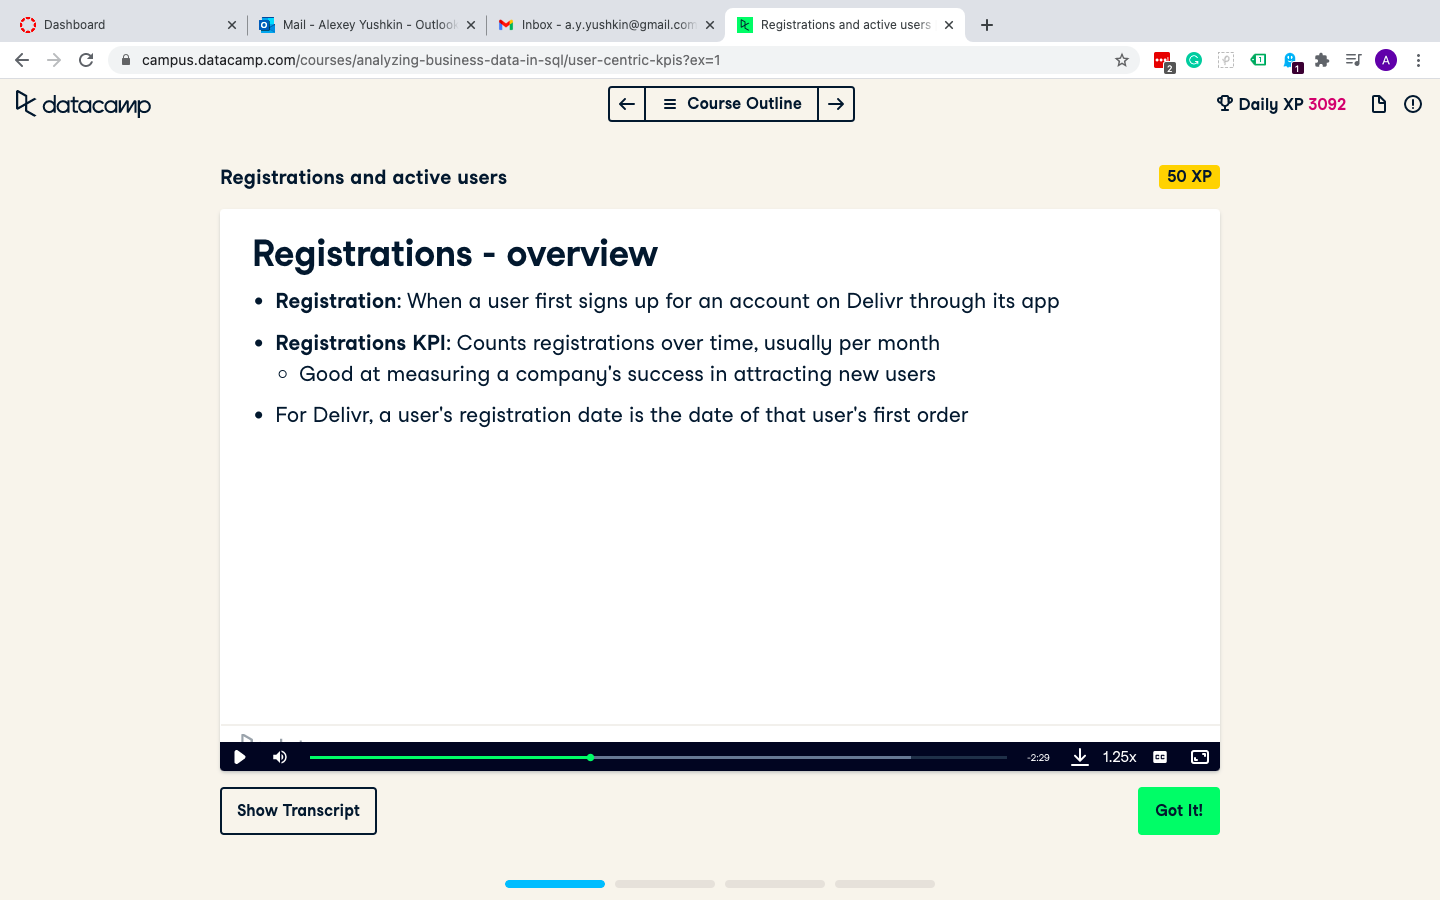 Dashboard
Mail - Alexey Yushkin - Outlook
Inbox - a.y.yushkin@gmail.com
Registrations and active users
campus.datacamp.com/courses/analyzing-business-data-in-sql/user-centric-kpis?ex=1
2
1
1
A
datacamp
Course Outline
Daily XP 3092
Registrations and active users
50 XP
Registrations - overview
• Registration: When a user first signs up for an account on Delivr through its app
• Registrations KPI: Counts registrations over time, usually per month
○ Good at measuring a company's success in attracting new users
• For Delivr, a user's registration date is the date of that user's first order
-2:29
1.25x
CC
Show Transcript
Got It!